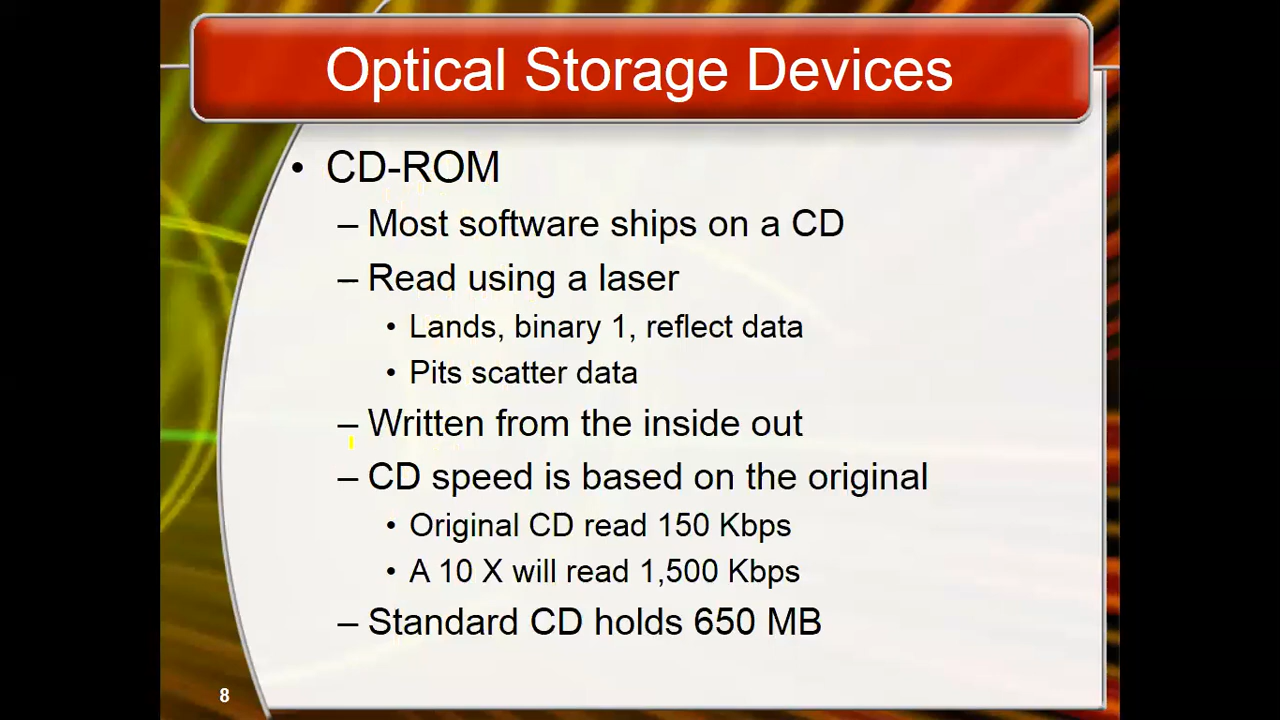 Optical Storage Devices
• CD-ROM
– Most software ships on a CD
– Read using a laser
• Lands, binary 1, reflect data
• Pits scatter data
– Written from the inside out
– CD speed is based on the original
• Original CD read 150 Kbps
• A 10 X will read 1,500 Kbps
– Standard CD holds 650 MB
8